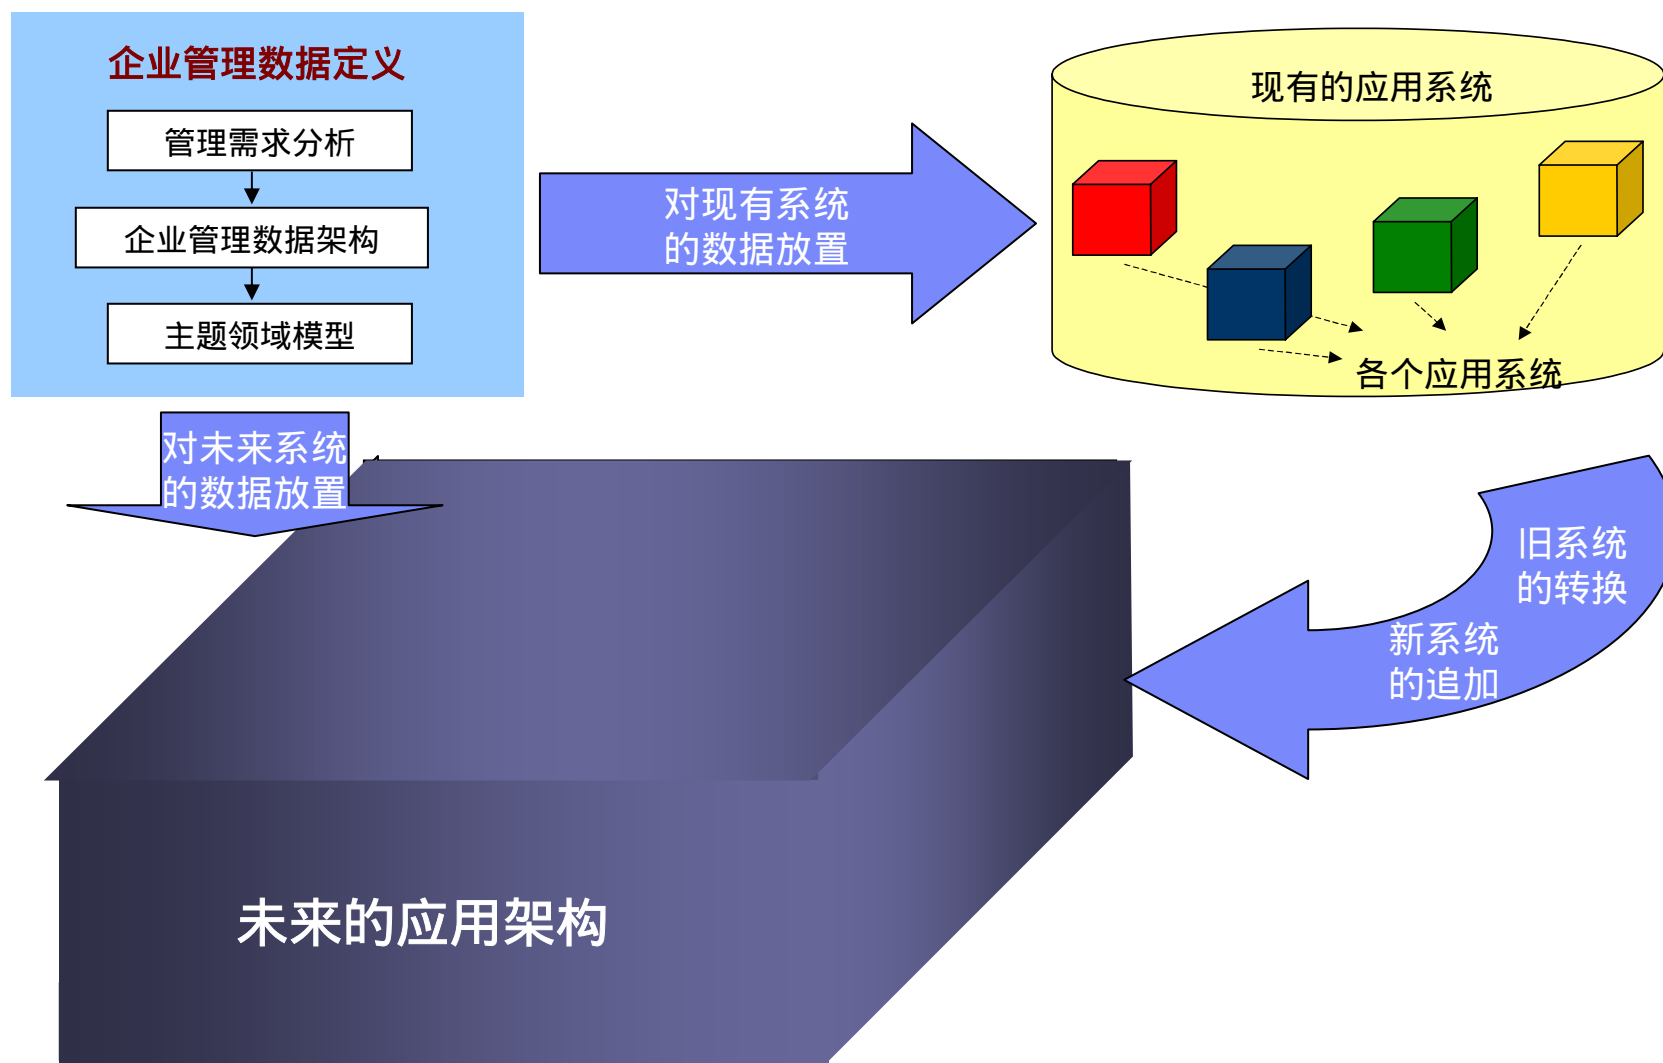 企业管理数据定义
管理需求分析
企业管理数据架构
主题领域模型
对现有系统
的数据放置
现有的应用系统
各个应用系统
对未来系统
的数据放置
旧系统
的转换
新系统
的追加
未来的应用架构